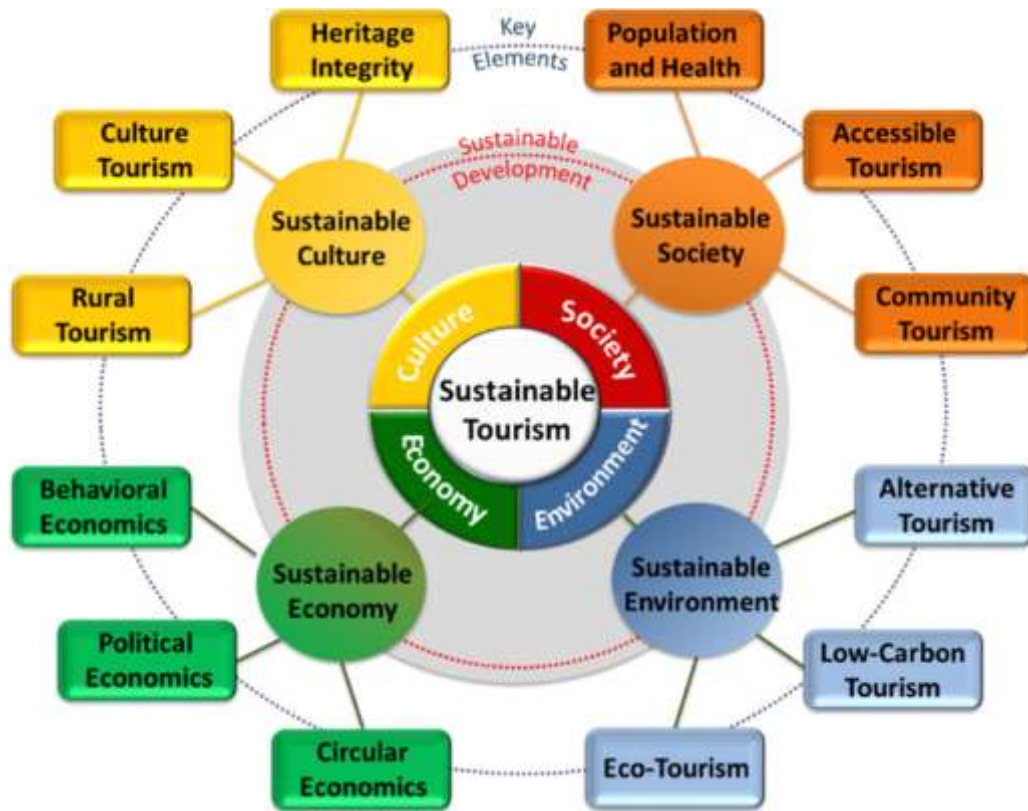 Heritage
Integrity
Key
Elements
Population
and Health
Culture
Tourism
Sustainable
Development
Accessible
Tourism
Sustainable
Culture
Sustainable
Society
Rural
Tourism
Community
Tourism
Culture
Society
Sustainable
Tourism
Economy
Environment
Behavioral
Economics
Alternative
Tourism
Sustainable
Economy
Sustainable
Environment
Political
Economics
Low-Carbon
Tourism
Circular
Economics
Eco-Tourism